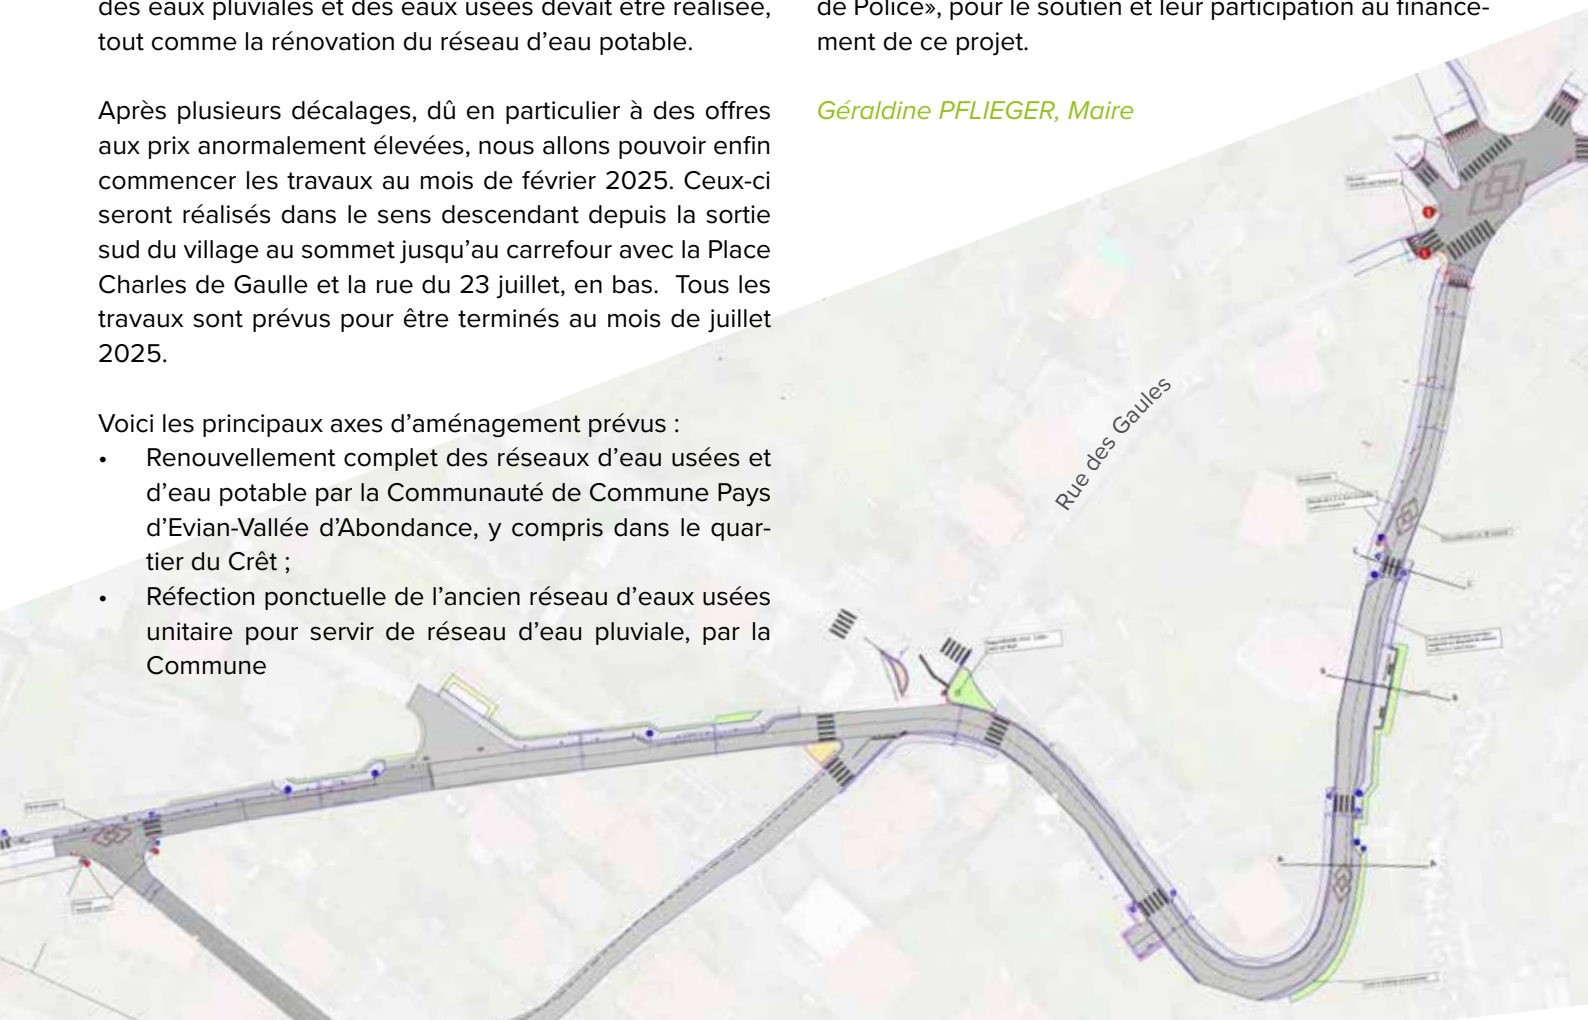 des eaux pluviales et des eaux usées devait être réalisée,
tout comme la rénovation du réseau d'eau potable.
Après plusieurs décalages, dû en particulier à des offres
aux prix anormalement élevées, nous allons pouvoir enfin
commencer les travaux au mois de février 2025. Ceux-ci
seront réalisés dans le sens descendant depuis la sortie
sud du village au sommet jusqu'au carrefour avec la Place
Charles de Gaulle et la rue du 23 juillet, en bas.  Tous les
travaux sont prévus pour être terminés au mois de juillet
2025.
Voici les principaux axes d'aménagement prévus :
•    Renouvellement complet des réseaux d'eau usées et
d'eau potable par la Communauté de Commune Pays
d'Evian-Vallée d'Abondance, y compris dans le quar-
tier du Crêt ;
•    Réfection ponctuelle de l'ancien réseau d'eaux usées
unitaire pour servir de réseau d'eau pluviale, par la
Commune
de Police», pour le soutien et leur participation au finance-
ment de ce projet.
Géraldine PFLIEGER, Maire
Rue des Gaules